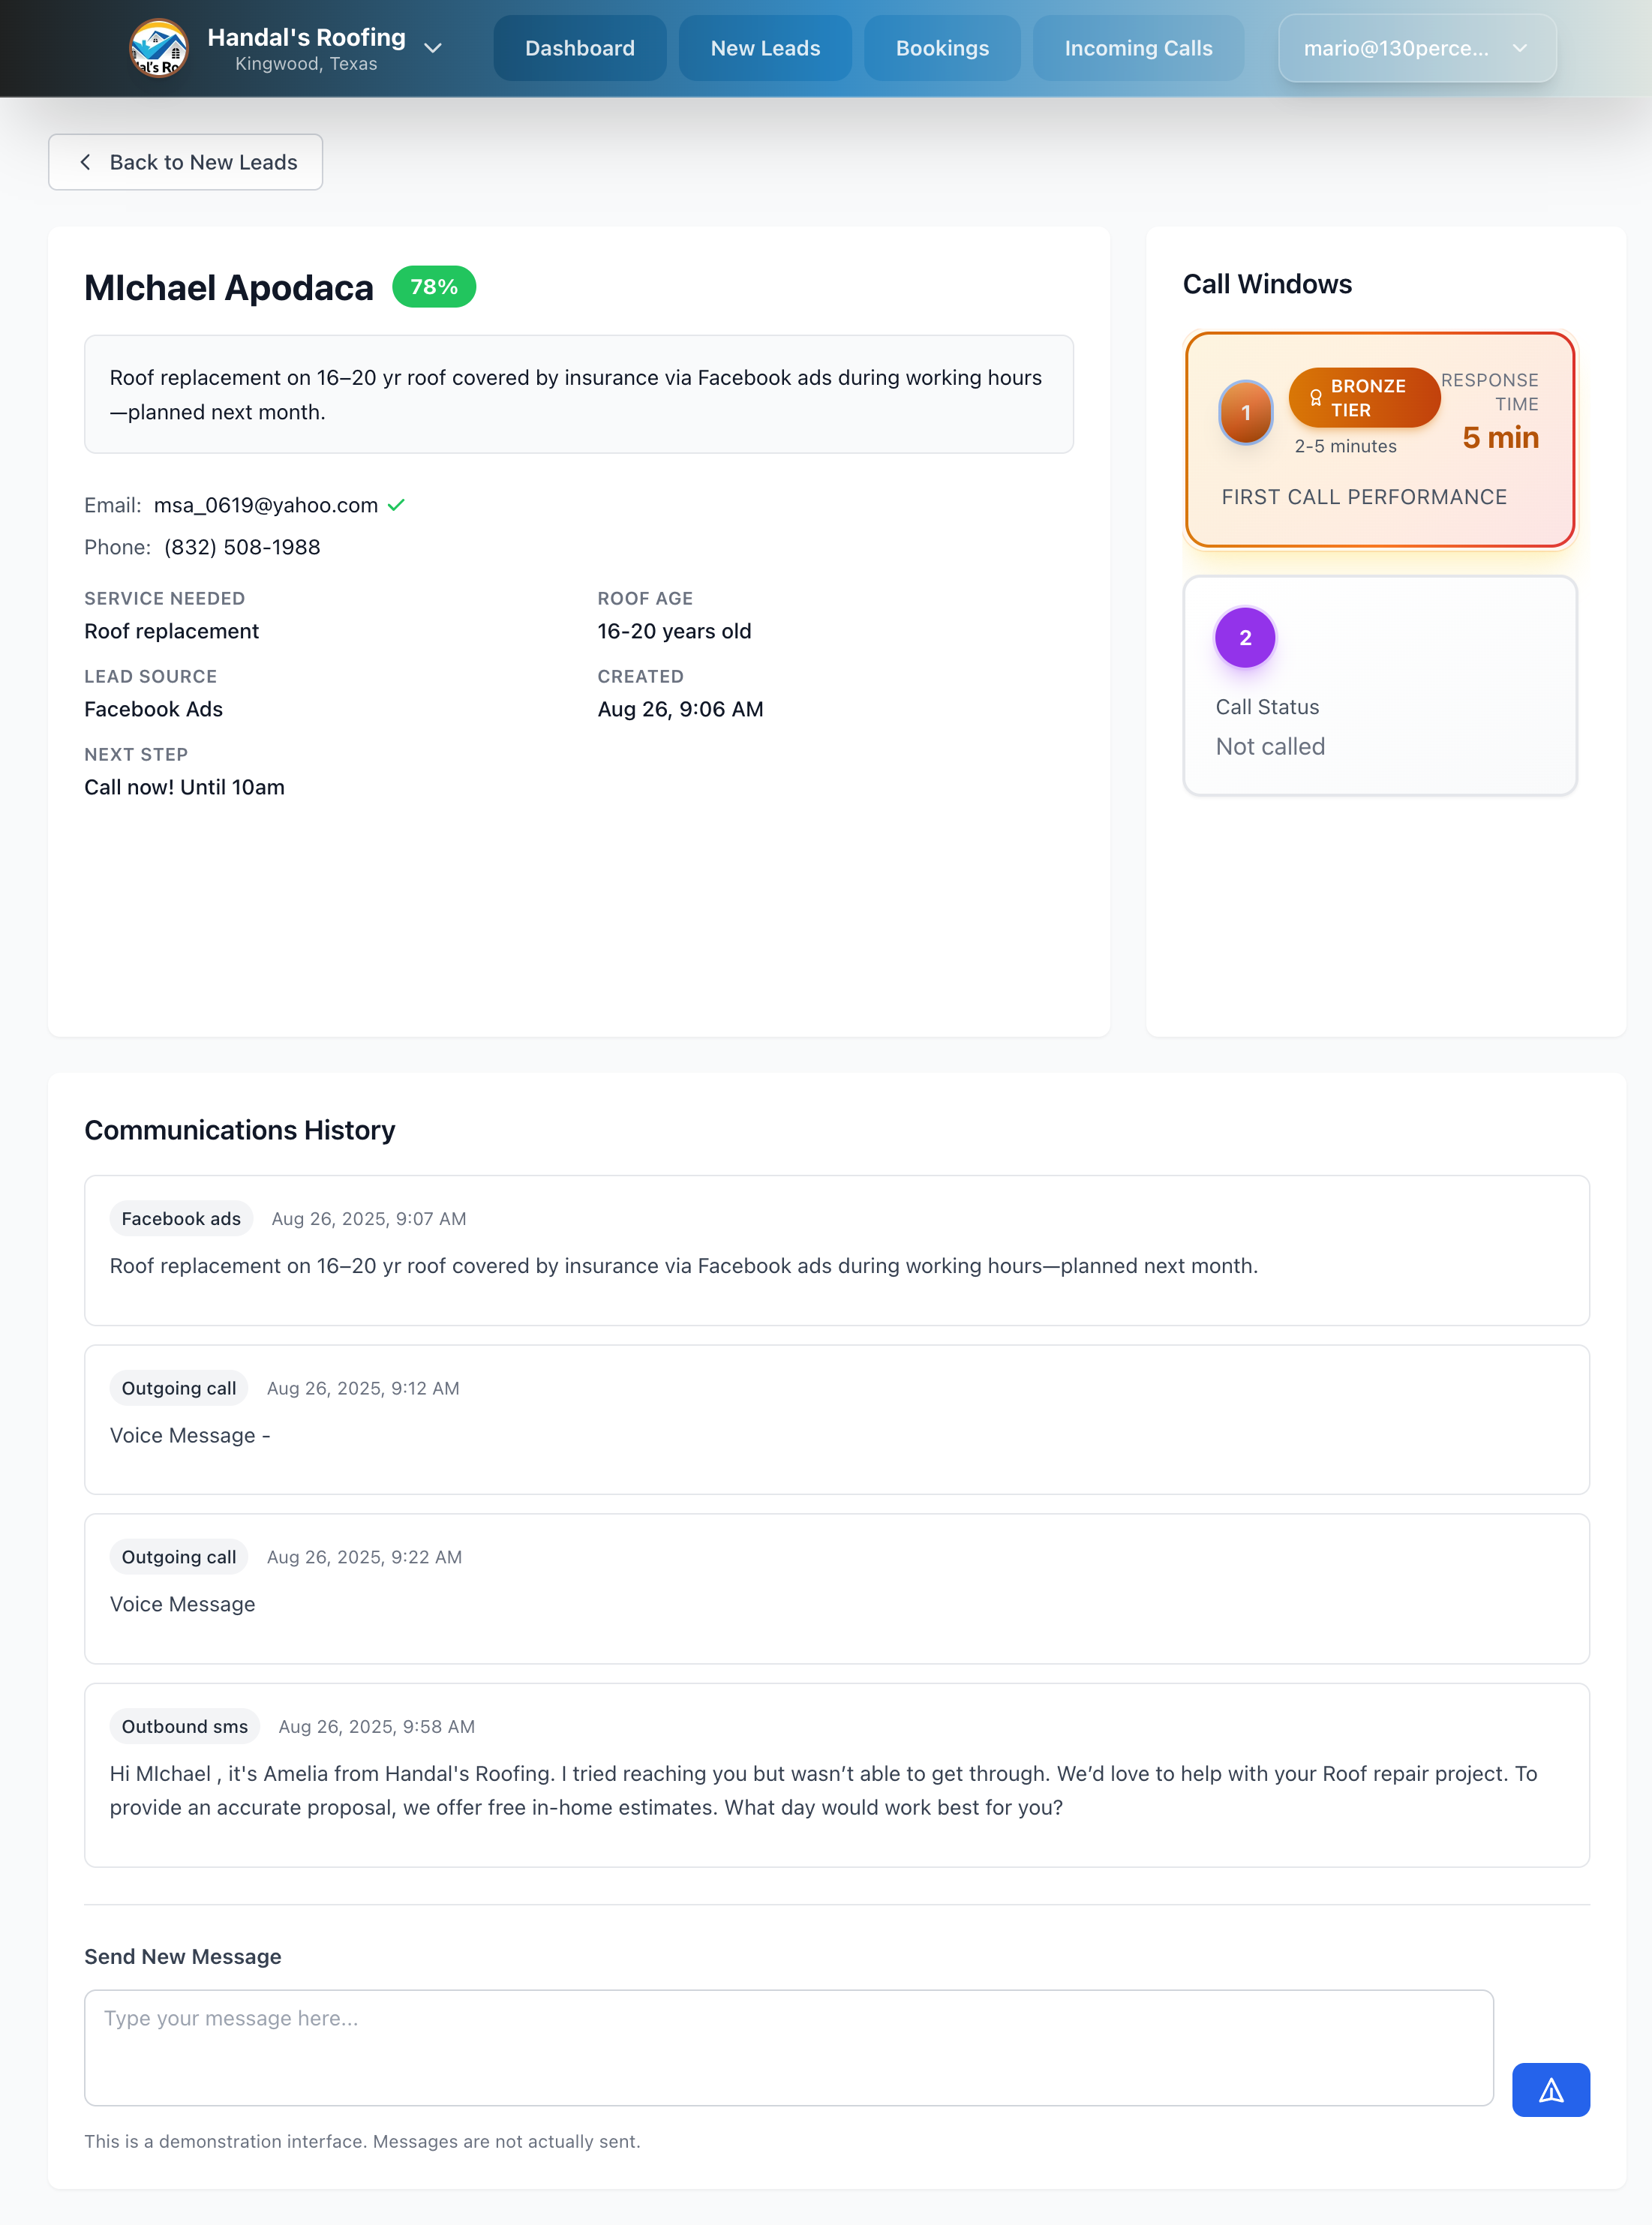 Handal's Roofing
Kingwood, Texas
Dashboard
New Leads
Bookings
Incoming Calls
mario@130perce...
al's Ro
Back to New Leads
MIchael Apodaca
78%
Roof replacement on 16–20 yr roof covered by insurance via Facebook ads during working hours
—planned next month.
Email: msa_0619@yahoo.com
Phone: (832) 508-1988
SERVICE NEEDED
Roof replacement
ROOF AGE
16-20 years old
LEAD SOURCE
Facebook Ads
CREATED
Aug 26, 9:06 AM
NEXT STEP
Call now! Until 10am
Call Windows
1
BRONZE
TIER
2-5 minutes
RESPONSE
TIME
5 min
FIRST CALL PERFORMANCE
2
Call Status
Not called
Communications History
Facebook ads Aug 26, 2025, 9:07 AM
Roof replacement on 16–20 yr roof covered by insurance via Facebook ads during working hours—planned next month.
Outgoing call Aug 26, 2025, 9:12 AM
Voice Message -
Outgoing call Aug 26, 2025, 9:22 AM
Voice Message
Outbound sms Aug 26, 2025, 9:58 AM
Hi MIchael , it's Amelia from Handal's Roofing. I tried reaching you but wasn’t able to get through. We’d love to help with your Roof repair project. To
provide an accurate proposal, we offer free in-home estimates. What day would work best for you?
Send New Message
Type your message here...
This is a demonstration interface. Messages are not actually sent.